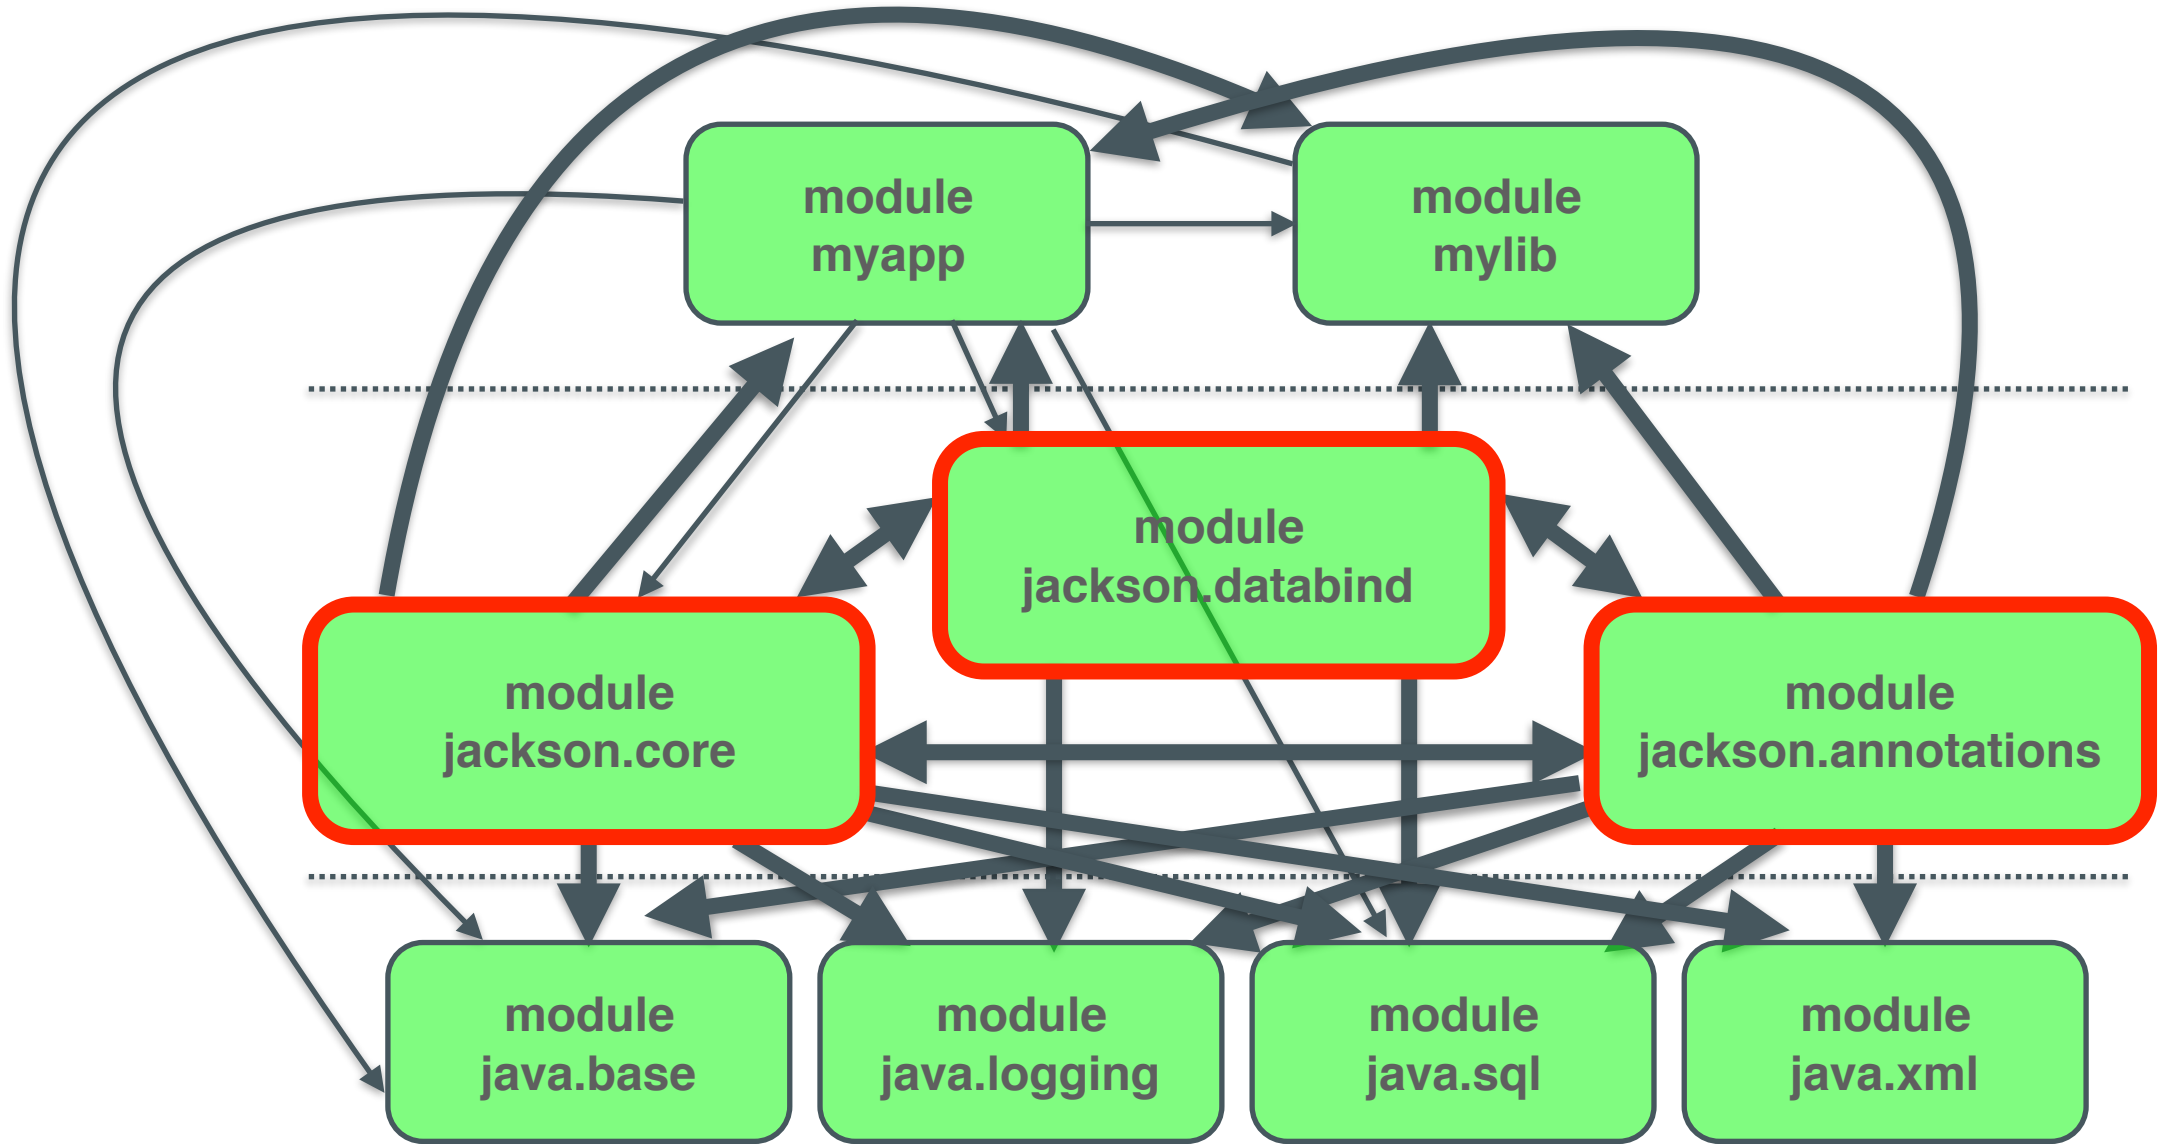 module
myapp
module
mylib
module
jackson.databind
module
jackson.core
module
jackson.annotations
module
java.base
module
java.logging
module
java.sql
module
java.xml